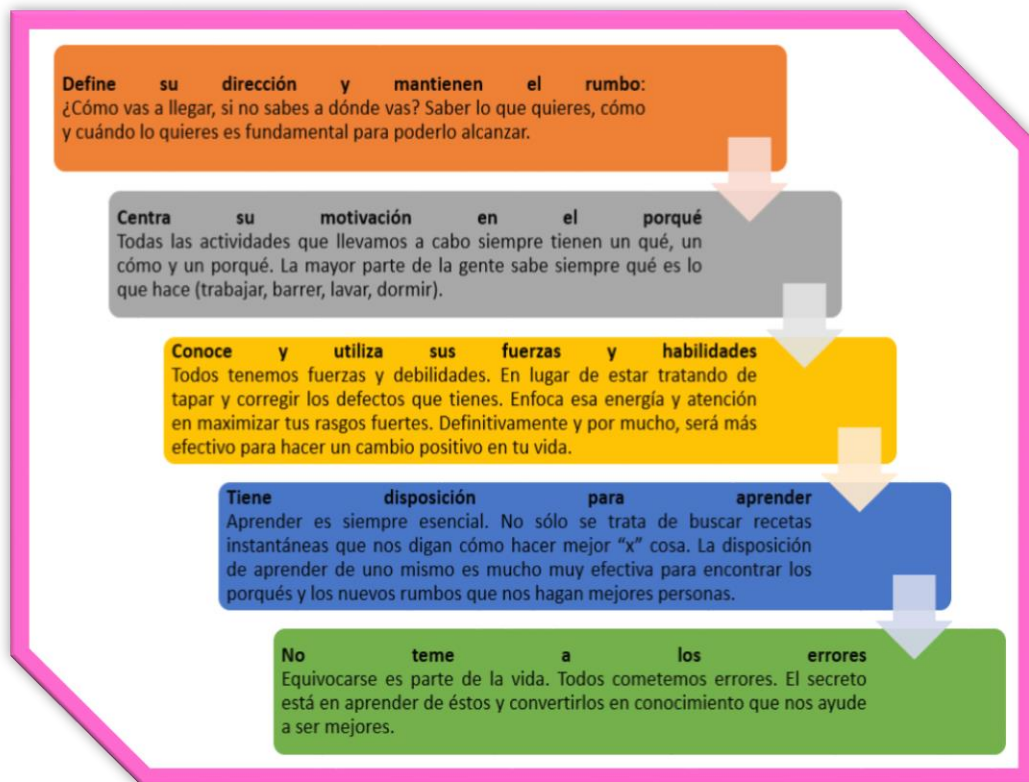 Define su dirección y mantienen el rumbo:
¿Cómo vas a llegar, si no sabes a dónde vas? Saber lo que quieres, cómo
y cuándo lo quieres es fundamental para poderlo alcanzar.
Centra su motivación en el porqué
Todas las actividades que llevamos a cabo siempre tienen un qué, un
cómo y un porqué. La mayor parte de la gente sabe siempre qué es lo
que hace (trabajar, barrer, lavar, dormir).
Conoce y utiliza sus fuerzas y habilidades
Todos tenemos fuerzas y debilidades. En lugar de estar tratando de
tapar y corregir los defectos que tienes. Enfoca esa energía y atención
en maximizar tus rasgos fuertes. Definitivamente y por mucho, será más
efectivo para hacer un cambio positivo en tu vida.
Tiene disposición para aprender
Aprender es siempre esencial. No sólo se trata de buscar recetas
instantáneas que nos digan cómo hacer mejor “x” cosa. La disposición
de aprender de uno mismo es mucho muy efectiva para encontrar los
porqués y los nuevos rumbos que nos hagan mejores personas.
No teme a los errores
Equivocarse es parte de la vida. Todos cometemos errores. El secreto
está en aprender de éstos y convertirlos en conocimiento que nos ayude
a ser mejores.